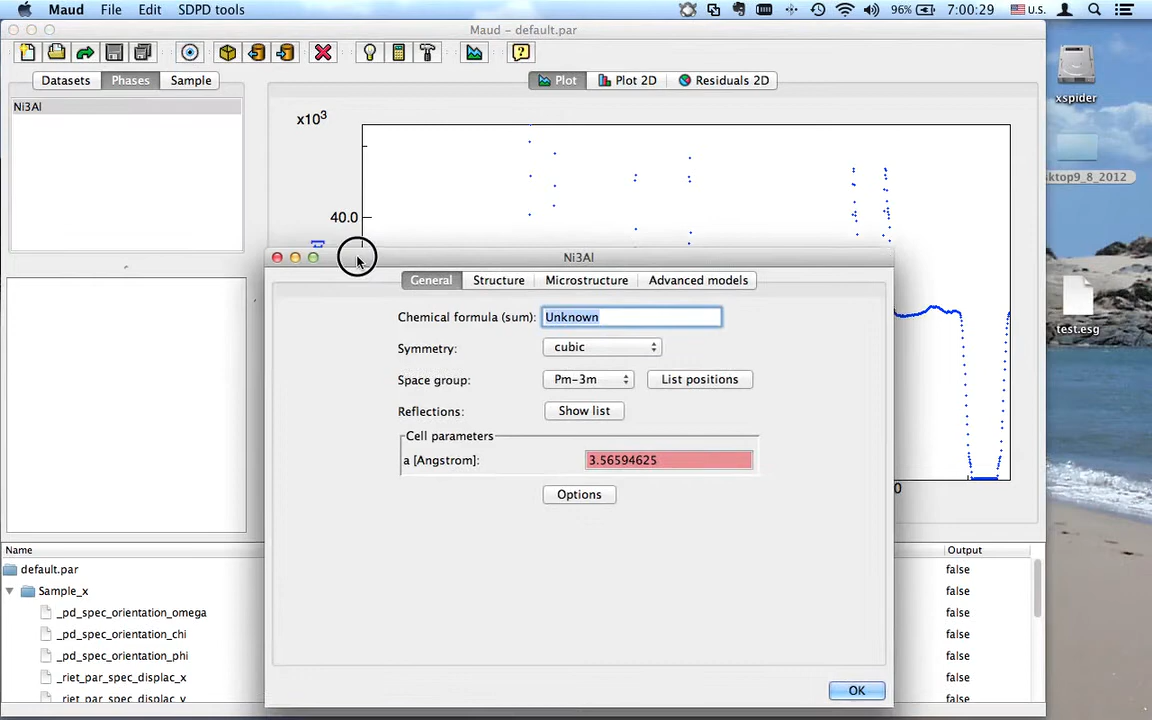 Maud File Edit SDPD tools 96% 7:00:29 U.S.
Maud - default.par
Datasets Phases Sample Plot Plot 2D Residuals 2D
xspider
Ni3Al
x10³
40.0
sktop9_8_2012
Ni3Al
General Structure Microstructure Advanced models
Chemical formula (sum): Unknown
test.esg
Symmetry: cubic
Space group: Pm-3m List positions
Reflections: Show list
Cell parameters
a [Angstrom]: 3.56594625
Options
0
Name Output
default.par false
Sample_x false
_pd_spec_orientation_omega false
_pd_spec_orientation_chi false
_pd_spec_orientation_phi false
_riet_par_spec_displac_x false
_riet_par_spec_displac_y false
OK